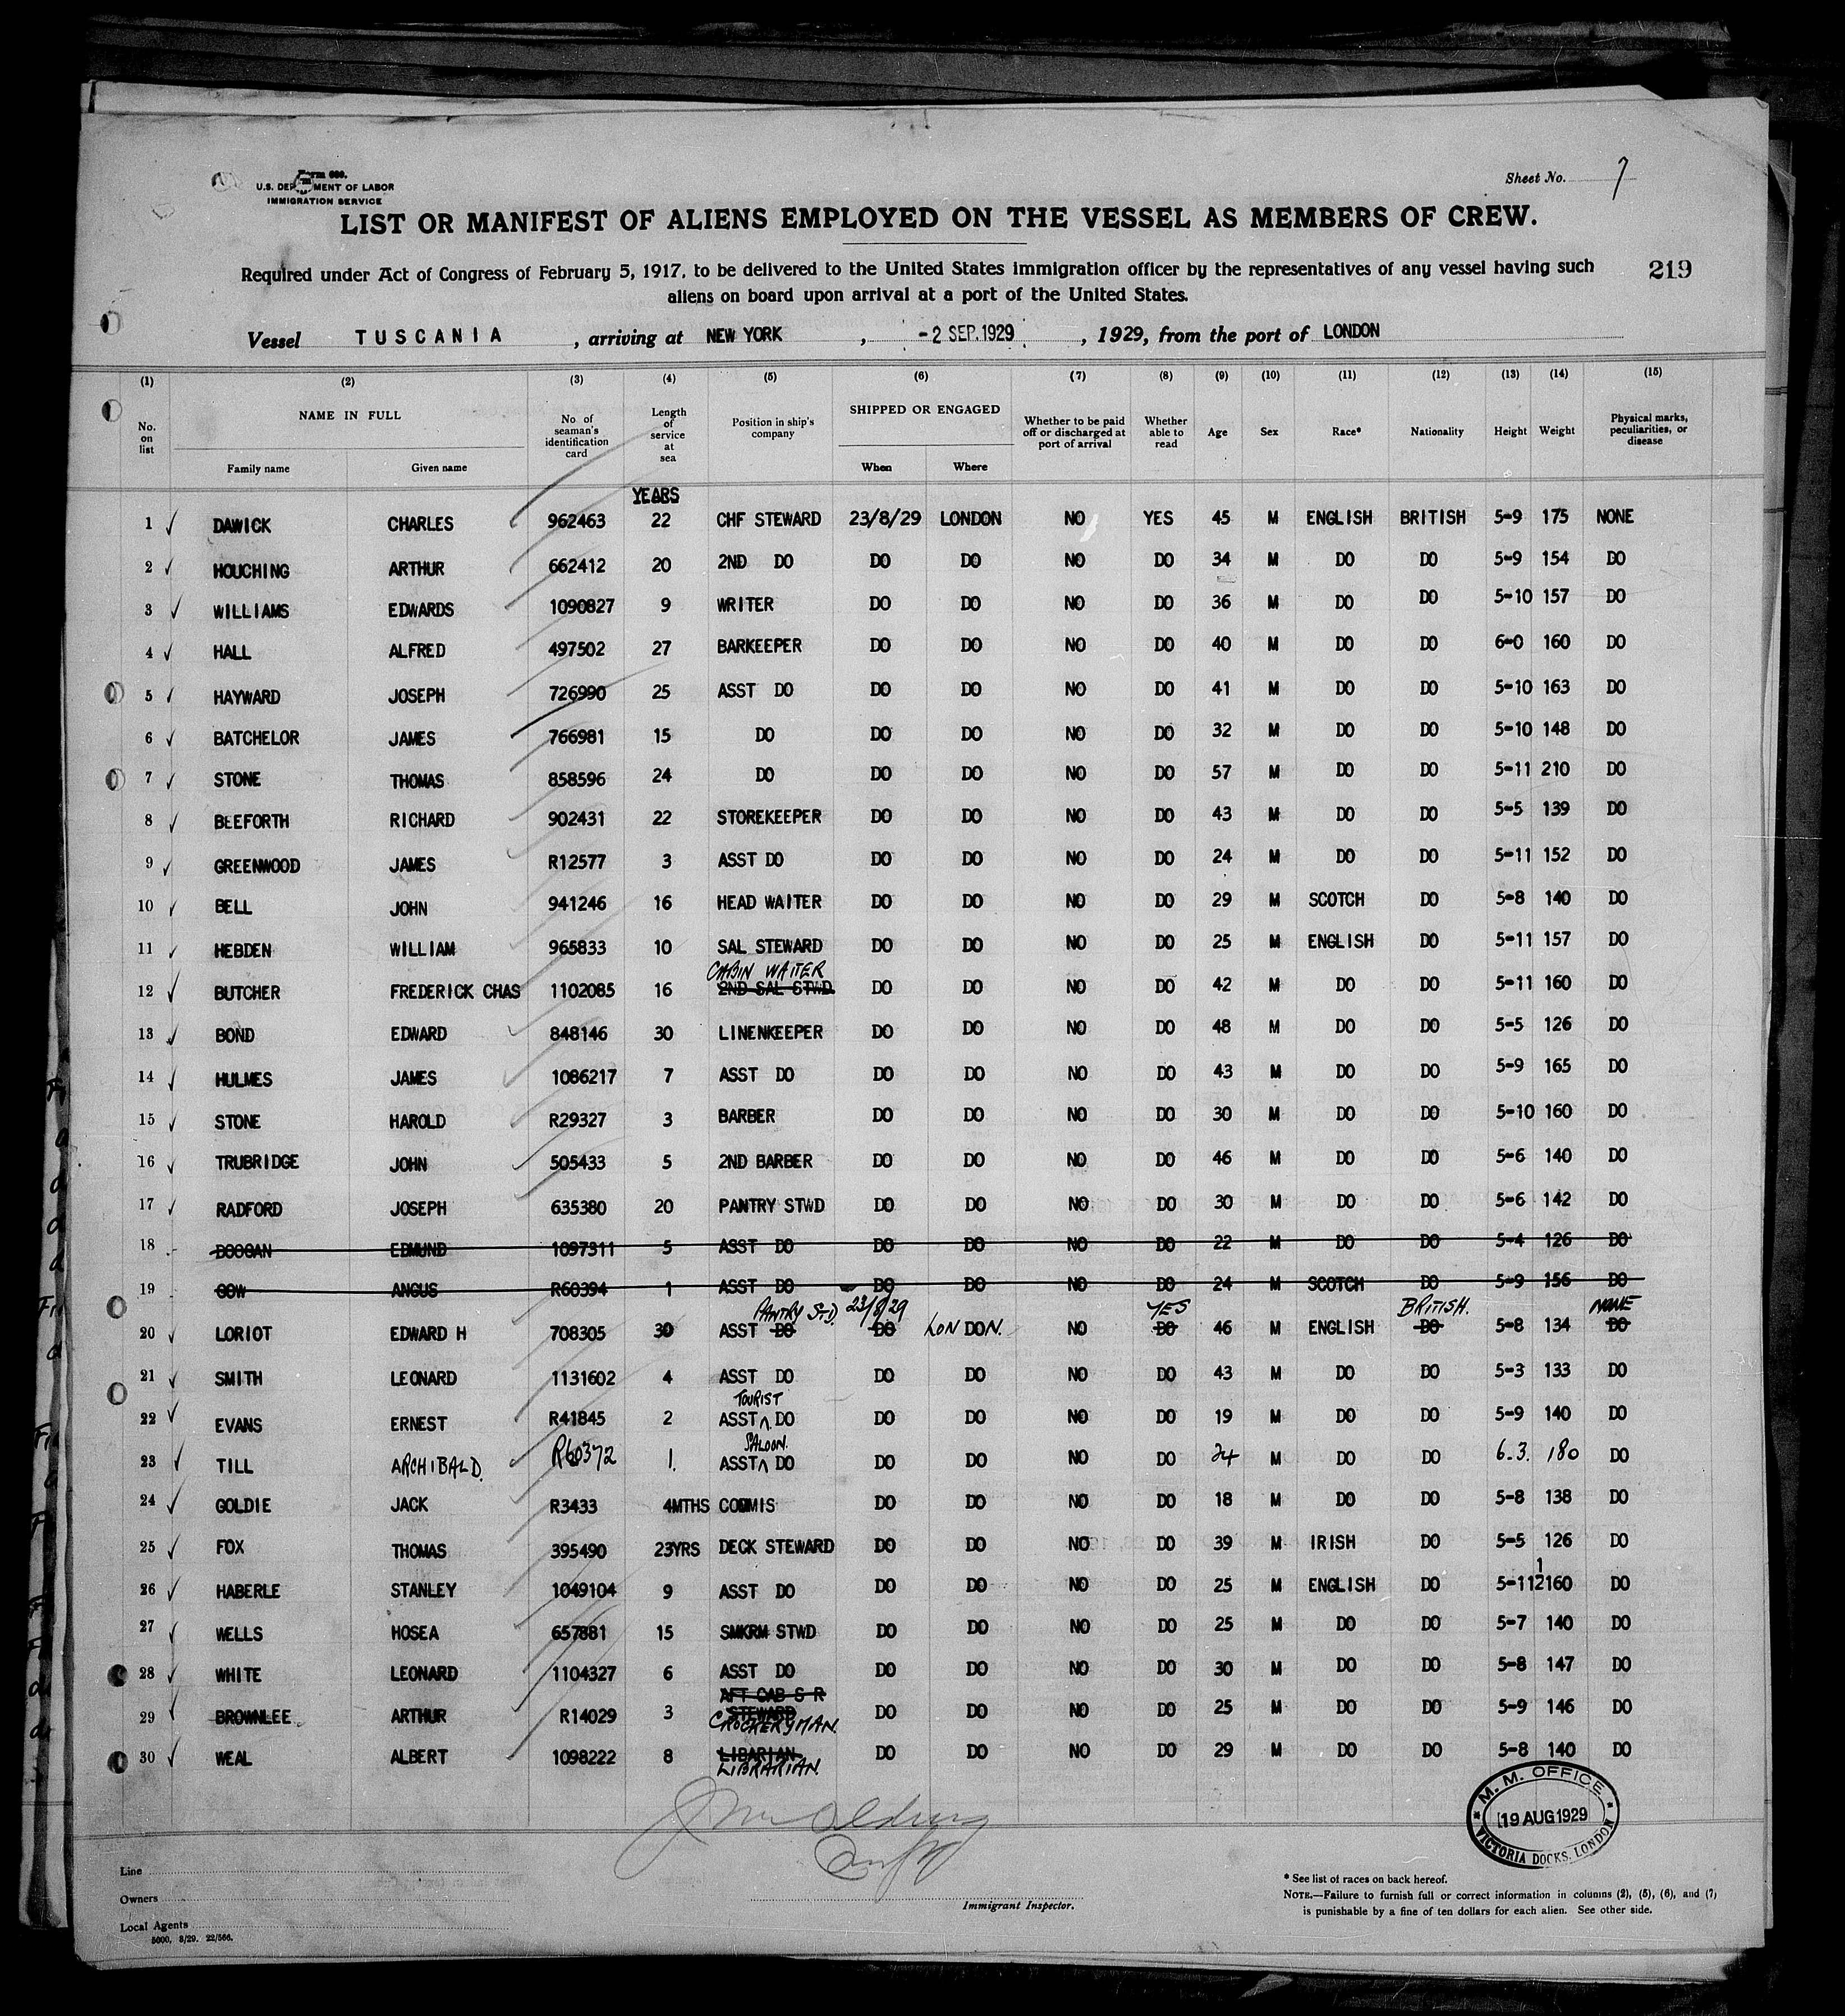 Form 680.
U.S. DEPARTMENT OF LABOR
IMMIGRATION SERVICE
Sheet No. 7
LIST OR MANIFEST OF ALIENS EMPLOYED ON THE VESSEL AS MEMBERS OF CREW.
Required under Act of Congress of February 5, 1917, to be delivered to the United States immigration officer by the representatives of any vessel having such
aliens on board upon arrival at a port of the United States.
219
Vessel TUSCANIA, arriving at NEW YORK, -2 SEP.1929, 1929, from the port of LONDON
(1) (2) (3) (4) (5) (6) (7) (8) (9) (10) (11) (12) (13) (14) (15)
No. on list NAME IN FULL Family name Given name No. of seaman's identification card Length of service at sea Position in ship's company SHIPPED OR ENGAGED When Where Whether to be paid off or discharged at port of arrival Whether able to read Age Sex Race* Nationality Height Weight Physical marks, peculiarities, or disease
YEARS
1 DAWICK CHARLES 962463 22 CHF STEWARD 23/8/29 LONDON NO YES 45 M ENGLISH BRITISH 5-9 175 NONE
2 HOUCHING ARTHUR 662412 20 2ND DO DO DO NO DO 34 M DO DO 5-9 154 DO
3 WILLIAMS EDWARDS 1090827 9 WRITER DO DO NO DO 36 M DO DO 5-10 157 DO
4 HALL ALFRED 497502 27 BARKEEPER DO DO NO DO 40 M DO DO 6-0 160 DO
5 HAYWARD JOSEPH 726990 25 ASST DO DO DO NO DO 41 M DO DO 5-10 163 DO
6 BATCHELOR JAMES 766981 15 DO DO DO NO DO 32 M DO DO 5-10 148 DO
7 STONE THOMAS 858596 24 DO DO DO NO DO 57 M DO DO 5-11 210 DO
8 BEEFORTH RICHARD 902431 22 STOREKEEPER DO DO NO DO 43 M DO DO 5-5 139 DO
9 GREENWOOD JAMES R12577 3 ASST DO DO DO NO DO 24 M DO DO 5-11 152 DO
10 BELL JOHN 941246 16 HEAD WAITER DO DO NO DO 29 M SCOTCH DO 5-8 140 DO
11 HEBDEN WILLIAM 965833 10 SAL STEWARD DO DO NO DO 25 M ENGLISH DO 5-11 157 DO
CABIN WAITER
12 BUTCHER FREDERICK CHAS 1102085 16 2ND SAL STWD DO DO NO DO 42 M DO DO 5-11 160 DO
13 BOND EDWARD 848146 30 LINENKEEPER DO DO NO DO 48 M DO DO 5-5 126 DO
14 HULMES JAMES 1086217 7 ASST DO DO DO NO DO 43 M DO DO 5-9 165 DO
15 STONE HAROLD R29327 3 BARBER DO DO NO DO 30 M DO DO 5-10 160 DO
16 TRUBRIDGE JOHN 505433 5 2ND BARBER DO DO NO DO 46 M DO DO 5-6 140 DO
17 RADFORD JOSEPH 635380 20 PANTRY STWD DO DO NO DO 30 M DO DO 5-6 142 DO
18 EDMUND 1097311 5 ASST DO DO DO NO DO 22 M DO DO 5-4 126 DO
19 ANGUS R60394 1 ASST DO DO DO NO DO 24 M SCOTCH DO 5-9 156 DO
PANTRY STD. 23/8/29 YES BRITISH. NONE
20 LORIOT EDWARD H 708305 30 ASST DO DO LONDON. NO DO 46 M ENGLISH DO 5-8 134 DO
21 SMITH LEONARD 1131602 4 ASST DO DO DO NO DO 43 M DO DO 5-3 133 DO
TOURIST
22 EVANS ERNEST R41845 2 ASST DO DO DO NO DO 19 M DO DO 5-9 140 DO
SALOON.
23 TILL ARCHIBALD. R60372 1. ASST DO DO DO NO DO 24 M DO DO 6.3. 180 DO
24 GOLDIE JACK R3433 4MTHS COMMIS DO DO NO DO 18 M DO DO 5-8 138 DO
25 FOX THOMAS 395490 23YRS DECK STEWARD DO DO NO DO 39 M IRISH DO 5-5 126 DO
26 HABERLE STANLEY 1049104 9 ASST DO DO DO NO DO 25 M ENGLISH DO 5-11½ 160 DO
27 WELLS HOSEA 657881 15 SMKRM STWD DO DO NO DO 25 M DO DO 5-7 140 DO
28 WHITE LEONARD 1104327 6 ASST DO DO DO NO DO 30 M DO DO 5-8 147 DO
AFT CAB S R
29 BROWNLEE ARTHUR R14029 3 STEWARD DO DO NO DO 25 M DO DO 5-9 146 DO
CROCKERYMAN.
30 WEAL ALBERT 1098222 8 LIBARIAN DO DO NO DO 29 M DO DO 5-8 140 DO
LIBRARIAN
M. M. OFFICE
19 AUG 1929
VICTORIA DOCKS, LONDON
Line
Owners
Local Agents
5000. 8/29. 22/566.
Immigrant Inspector.
* See list of races on back hereof.
NOTE.—Failure to furnish full or correct information in columns (2), (5), (6), and (7)
is punishable by a fine of ten dollars for each alien. See other side.